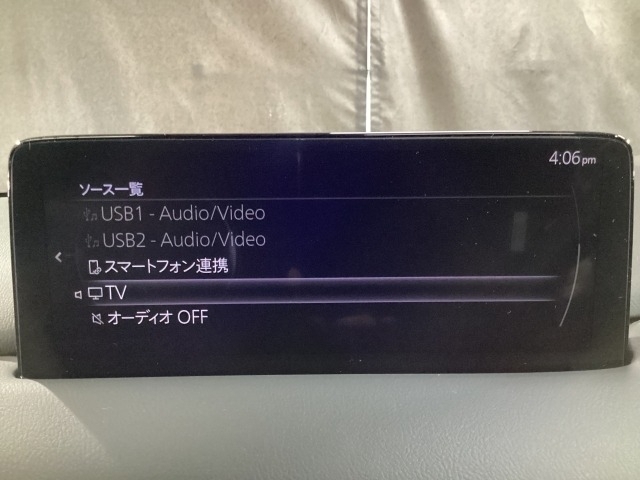 4:06pm
ソース一覧
USB1 - Audio/Video
USB2 - Audio/Video
スマートフォン連携
TV
オーディオ OFF